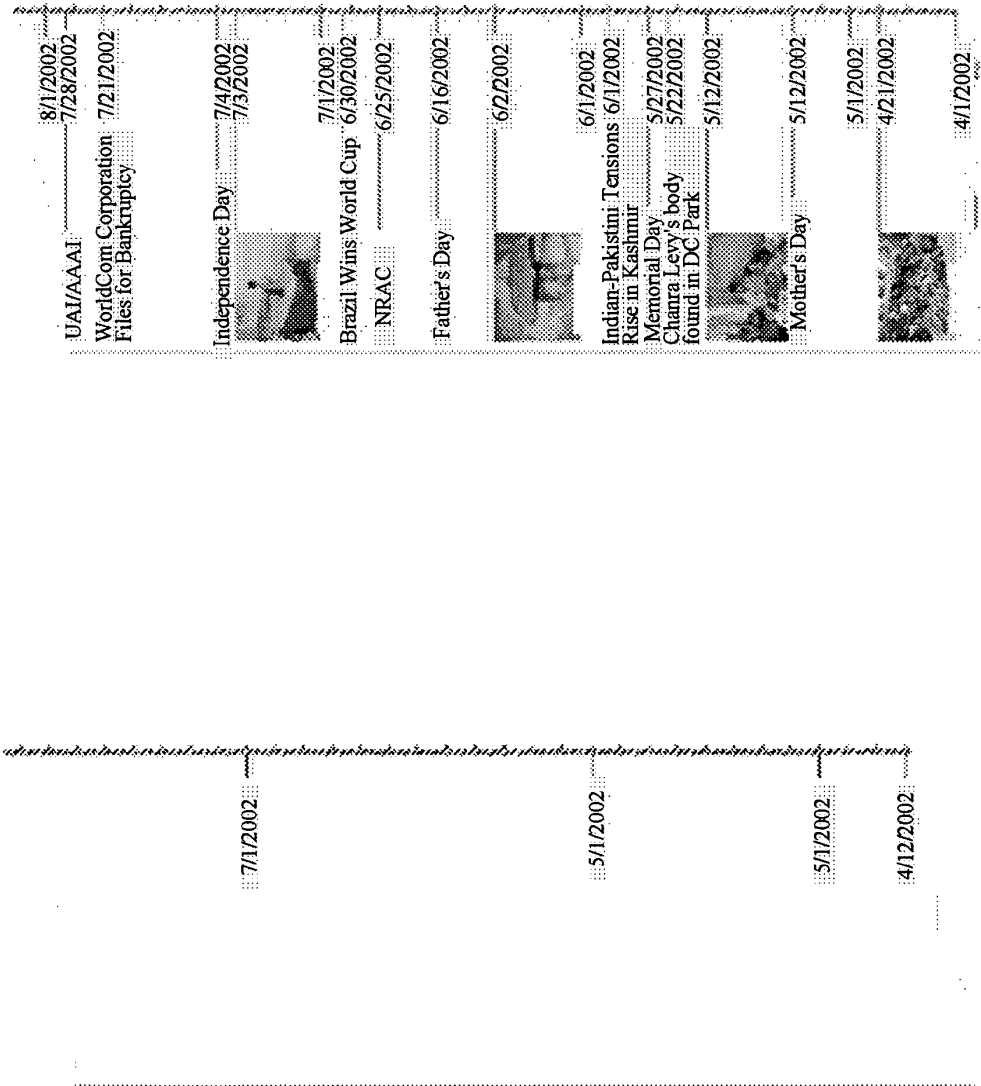 8/1/2002
UAI/AAAI 7/28/2002
WorldCom Corporation 7/21/2002
Files for Bankruptcy
Independence Day 7/4/2002
7/3/2002
7/1/2002
Brazil Wins World Cup 6/30/2002
NRAC 6/25/2002
Father's Day 6/16/2002
6/2/2002
6/1/2002
Indian-Pakistini Tensions 6/1/2002
Rise in Kashmir
Memorial Day 5/27/2002
Chanra Levy's body 5/22/2002
found in DC Park
5/12/2002
Mother's Day 5/12/2002
5/1/2002
4/21/2002
4/1/2002
7/1/2002
5/1/2002
5/1/2002
4/12/2002